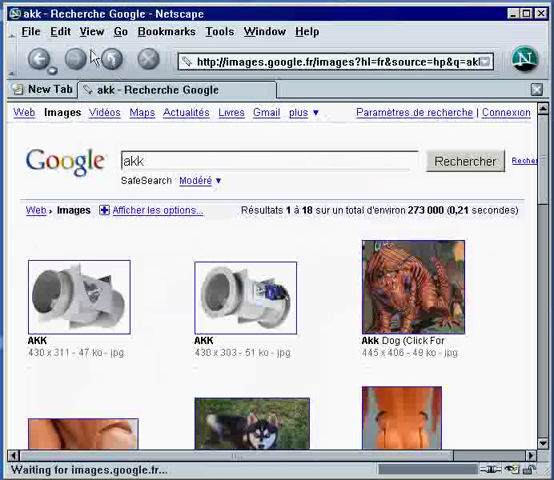 akk - Recherche Google - Netscape
File Edit View Go Bookmarks Tools Window Help
http://images.google.fr/images?hl=fr&source=hp&q=akk
New Tab akk - Recherche Google
Web Images Vidéos Maps Actualités Livres Gmail plus ▼ Paramètres de recherche | Connexion
Google akk Rechercher Recher
SafeSearch Modéré ▼
Web › Images Afficher les options... Résultats 1 à 18 sur un total d'environ 273 000 (0,21 secondes)
AKK AKK Akk Dog (Click For
430 x 311 - 47 ko - jpg 430 x 303 - 51 ko - jpg 445 x 406 - 49 ko - jpg
Waiting for images.google.fr...